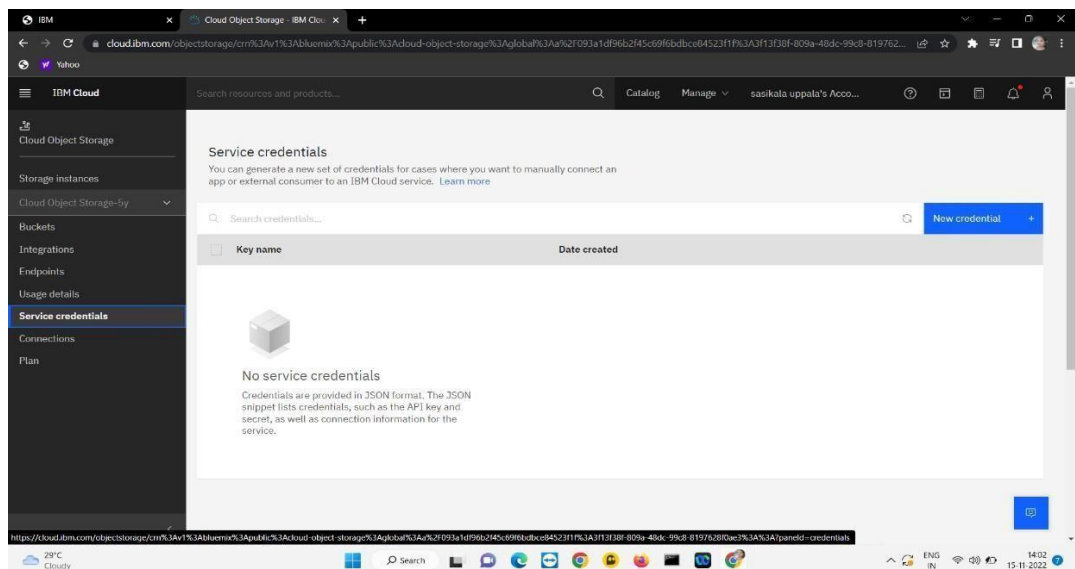 IBM
Cloud Object Storage - IBM Clou
cloud.ibm.com/objectstorage/crn%3Av1%3Abluemix%3Apublic%3Acloud-object-storage%3Aglobal%3Aa%2F093a1df96b2f45c69f6bdbce84523f1f%3A3f13f38f-809a-48dc-99c8-819762...
Yahoo
IBM Cloud
Search resources and products...
Catalog
Manage
sasikala uppala's Acco...
Cloud Object Storage
Storage instances
Cloud Object Storage-5y
Buckets
Integrations
Endpoints
Usage details
Service credentials
Connections
Plan
Service credentials
You can generate a new set of credentials for cases where you want to manually connect an
app or external consumer to an IBM Cloud service. Learn more
Search credentials...
New credential +
Key name
Date created
No service credentials
Credentials are provided in JSON format. The JSON
snippet lists credentials, such as the API key and
secret, as well as connection information for the
service.
https://cloud.ibm.com/objectstorage/crn%3Av1%3Abluemix%3Apublic%3Acloud-object-storage%3Aglobal%3Aa%2F093a1df96b2f45c69f6bdbce84523f1f%3A3f13f38f-809a-48dc-99c8-8197628f0ae3%3A%3A?paneId=credentials
29°C
Cloudy
Search
ENG
IN
14:02
15-11-2022